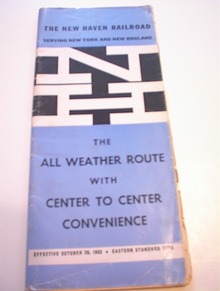 THE NEW HAVEN RAILROAD
SERVING NEW YORK AND NEW ENGLAND
N
H
THE
ALL WEATHER ROUTE
WITH
CENTER TO CENTER
CONVENIENCE
EFFECTIVE OCTOBER • EASTERN STANDARD TIME